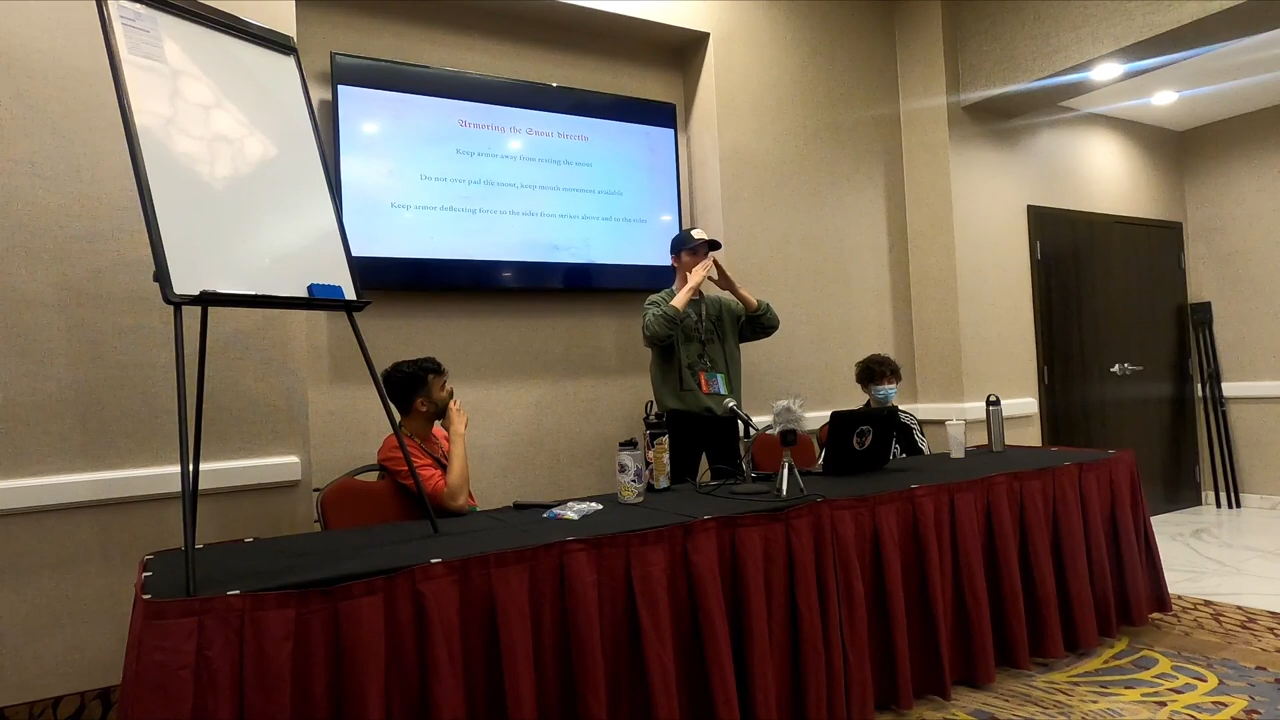 Armoring the Snout directly
Keep armor away from resting the snout
Do not over pad the snout, keep mouth movement available
Keep armor deflecting force to the sides from strikes above and to the sides